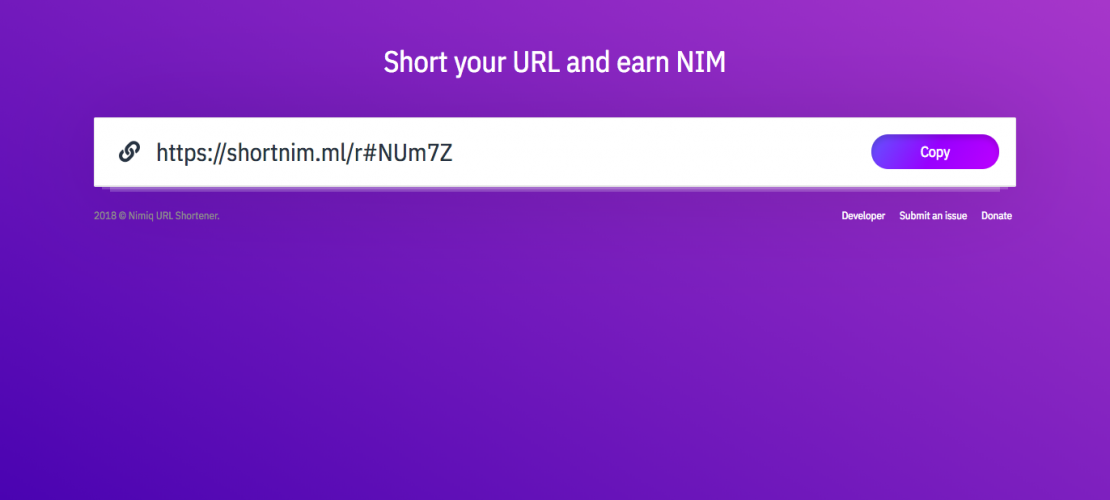 Short your URL and earn NIM
https://shortnim.ml/r#NUm7Z
Copy
2018 © Nimiq URL Shortener.
Developer Submit an issue Donate